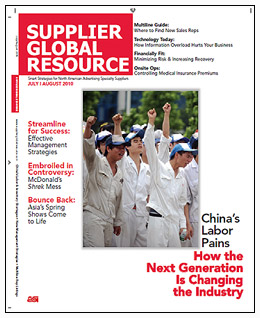 SUPPLIER
GLOBAL
RESOURCE
Smart Strategies for North American Advertising Specialty Suppliers
JULY / AUGUST 2010
Multiline Guide:
Where to Find New Sales Reps
Technology Today:
How Information Overload Hurts Your Business
Financially Fit:
Minimizing Risk & Increasing Recovery
Onsite Ops:
Controlling Medical Insurance Premiums
Streamline
for Success:
Effective
Management
Strategies
Embroiled in
Controversy:
McDonald's
Shrek Mess
Bounce Back:
Asia's
Spring
Shows Come
to Life
China's
Labor
Pains
How the
Next Generation
Is Changing
the Industry
asi